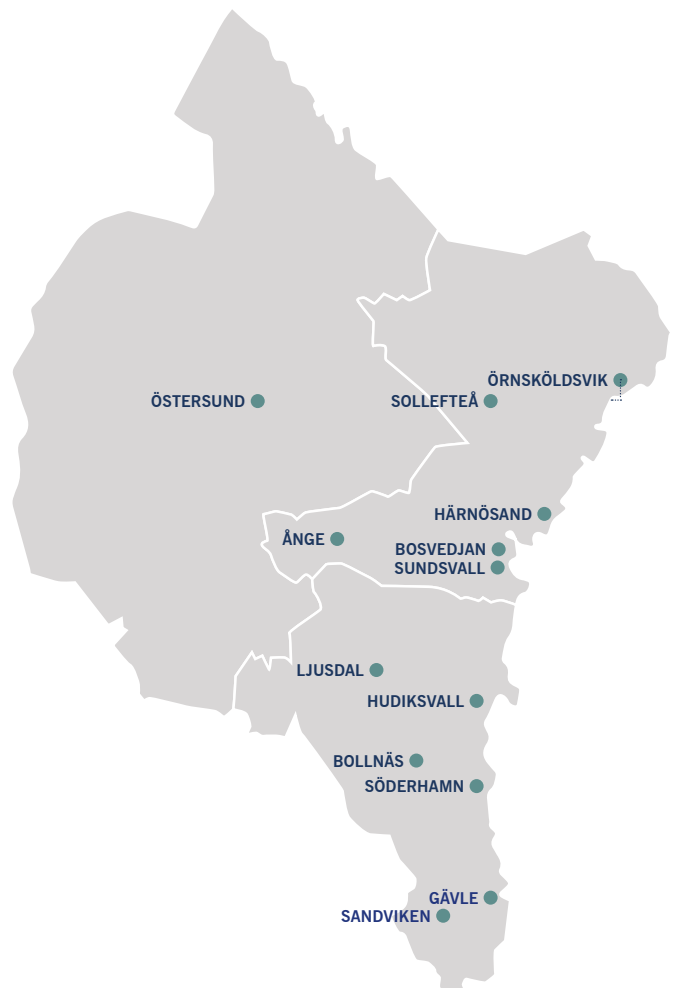 ÖRNSKÖLDSVIK
ÖSTERSUND
SOLLEFTEÅ
HÄRNÖSAND
ÅNGE
BOSVEDJAN
SUNDSVALL
LJUSDAL
HUDIKSVALL
BOLLNÄS
SÖDERHAMN
GÄVLE
SANDVIKEN